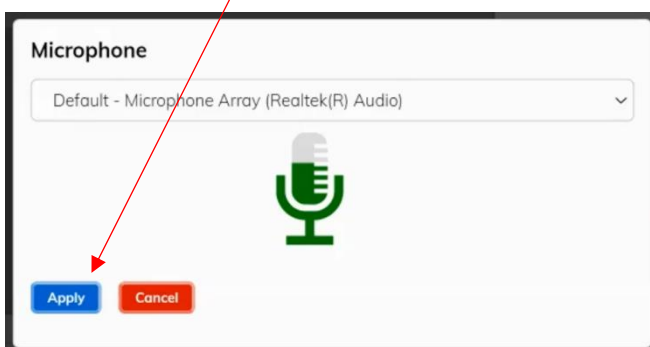 Microphone
Default - Microphone Array (Realtek(R) Audio)
Apply Cancel